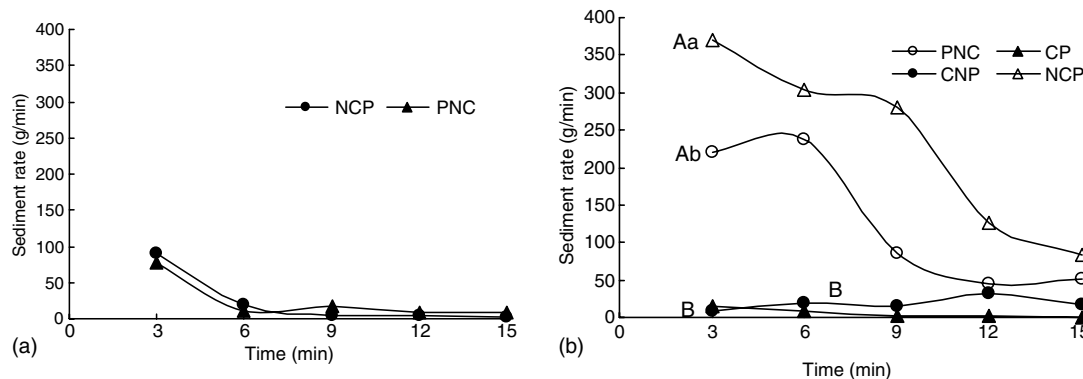 400
350
300
250
200
150
100
50
0
Sediment rate (g/min)
NCP PNC
0 3 6 9 12 15
Time (min)
(a)
400
350
300
250
200
150
100
50
0
Sediment rate (g/min)
Aa
Ab
B
B
PNC CP
CNP NCP
0 3 6 9 12 15
Time (min)
(b)